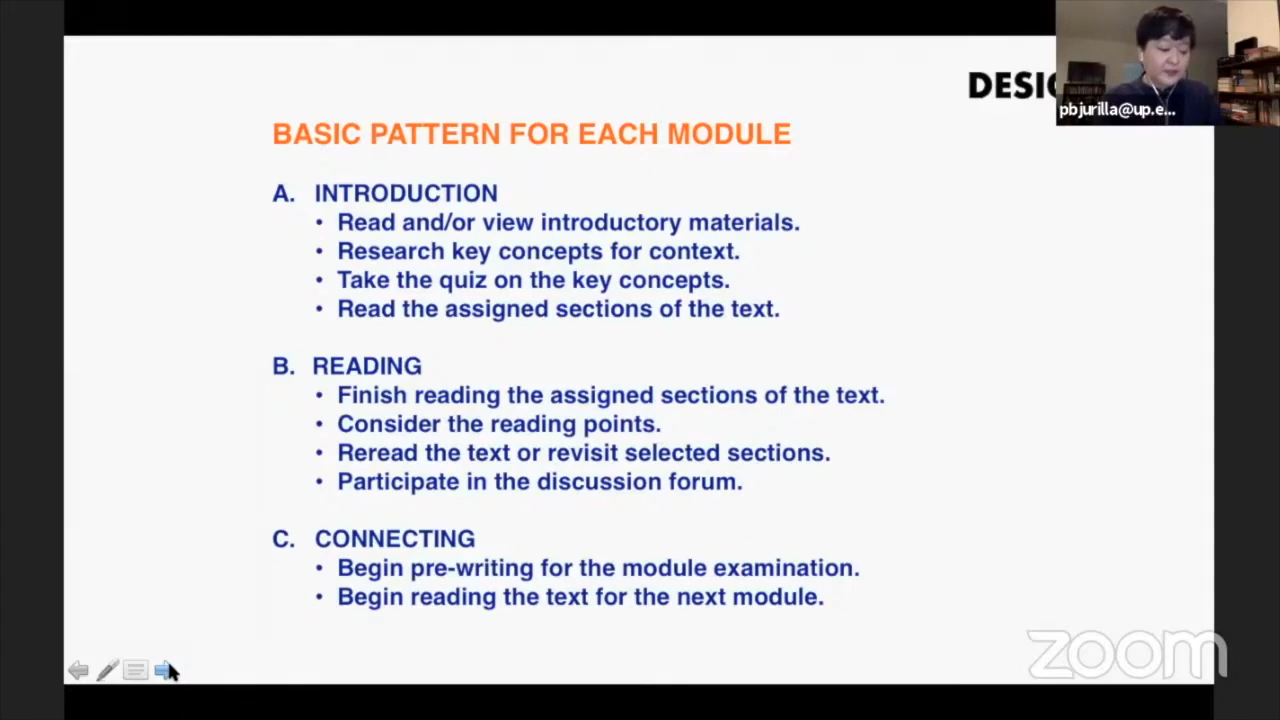 DESIG
pbjurilla@up.e...
BASIC PATTERN FOR EACH MODULE
A. INTRODUCTION
• Read and/or view introductory materials.
• Research key concepts for context.
• Take the quiz on the key concepts.
• Read the assigned sections of the text.
B. READING
• Finish reading the assigned sections of the text.
• Consider the reading points.
• Reread the text or revisit selected sections.
• Participate in the discussion forum.
C. CONNECTING
• Begin pre-writing for the module examination.
• Begin reading the text for the next module.
zoom